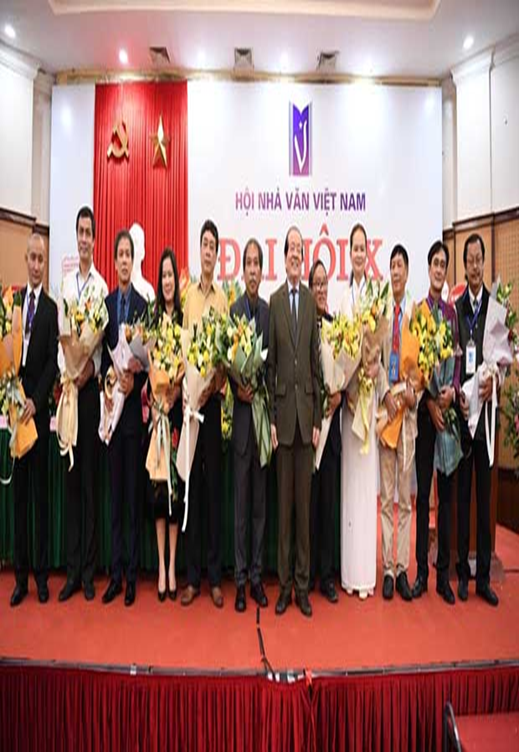 HỘI NHÀ VĂN VIỆT NAM
ĐẠI HỘI X